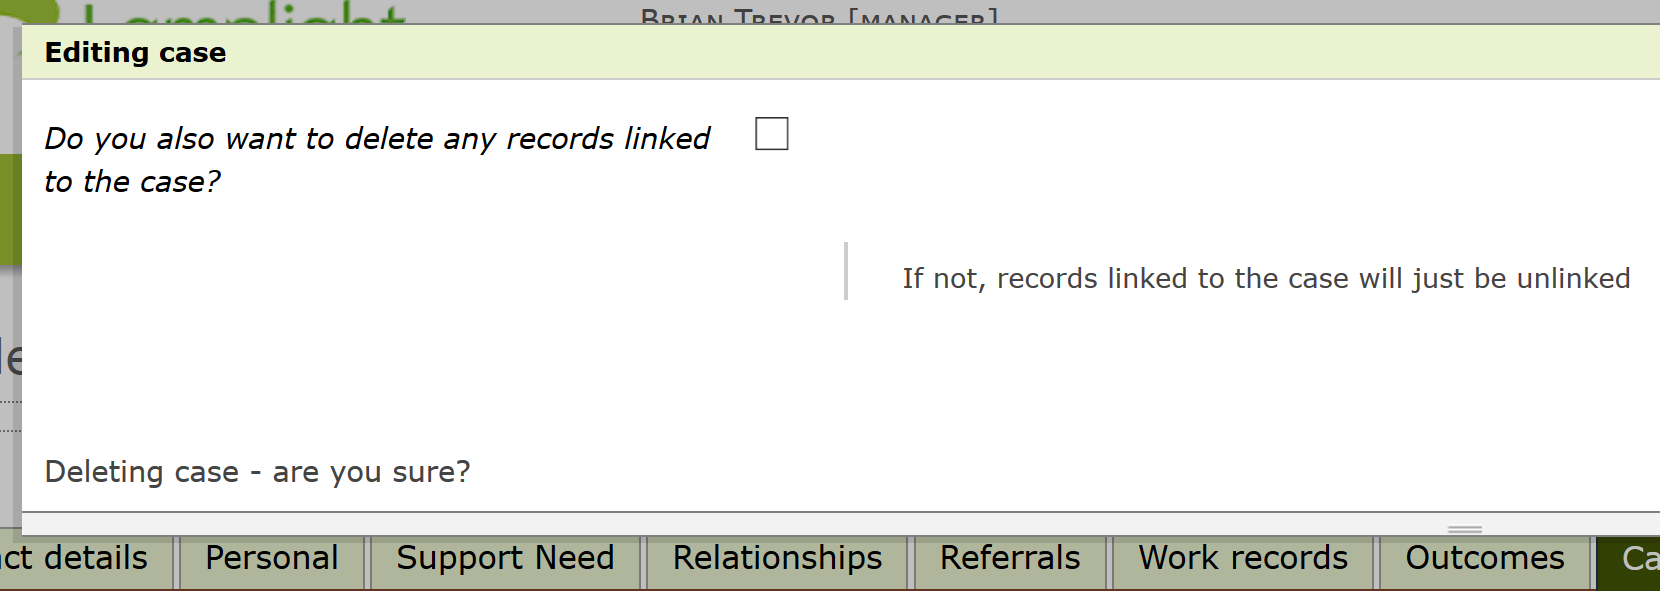 Lamplight
BRIAN TREVOR [MANAGER]
Editing case
Do you also want to delete any records linked
to the case?
If not, records linked to the case will just be unlinked
Deleting case - are you sure?
ct details Personal Support Need Relationships Referrals Work records Outcomes Ca